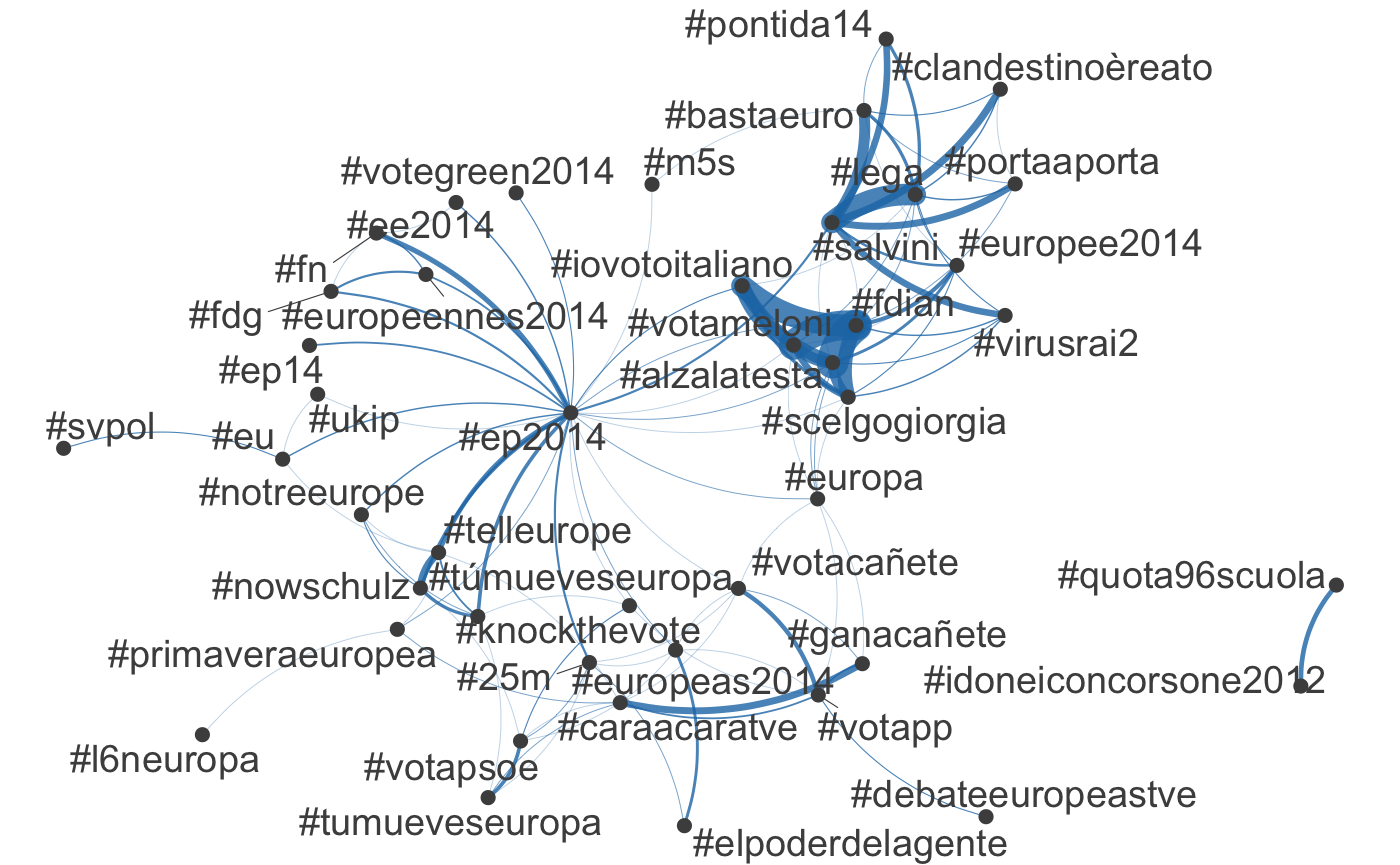 #pontida14
#clandestinoèreato
#bastaeuro
#m5s
#votegreen2014
#lega
#portaaporta
#ee2014
#salvini
#europee2014
#fn
#iovotoitaliano
#fdg
#europeennes2014
#votameloni
#fdian
#virusrai2
#ep14
#alzalatesta
#svpol
#eu
#ukip
#ep2014
#scelgogiorgia
#notreeurope
#europa
#telleurope
#nowschulz
#túmueveseuropa
#votacañete
#quota96scuola
#primaveraeuropea
#knockthevote
#ganacañete
#25m
#europeas2014
#idoneiconcorsone2012
#caraacaratve
#votapp
#l6neuropa
#votapsoe
#debateeuropeastve
#tumueveseuropa
#elpoderdelagente